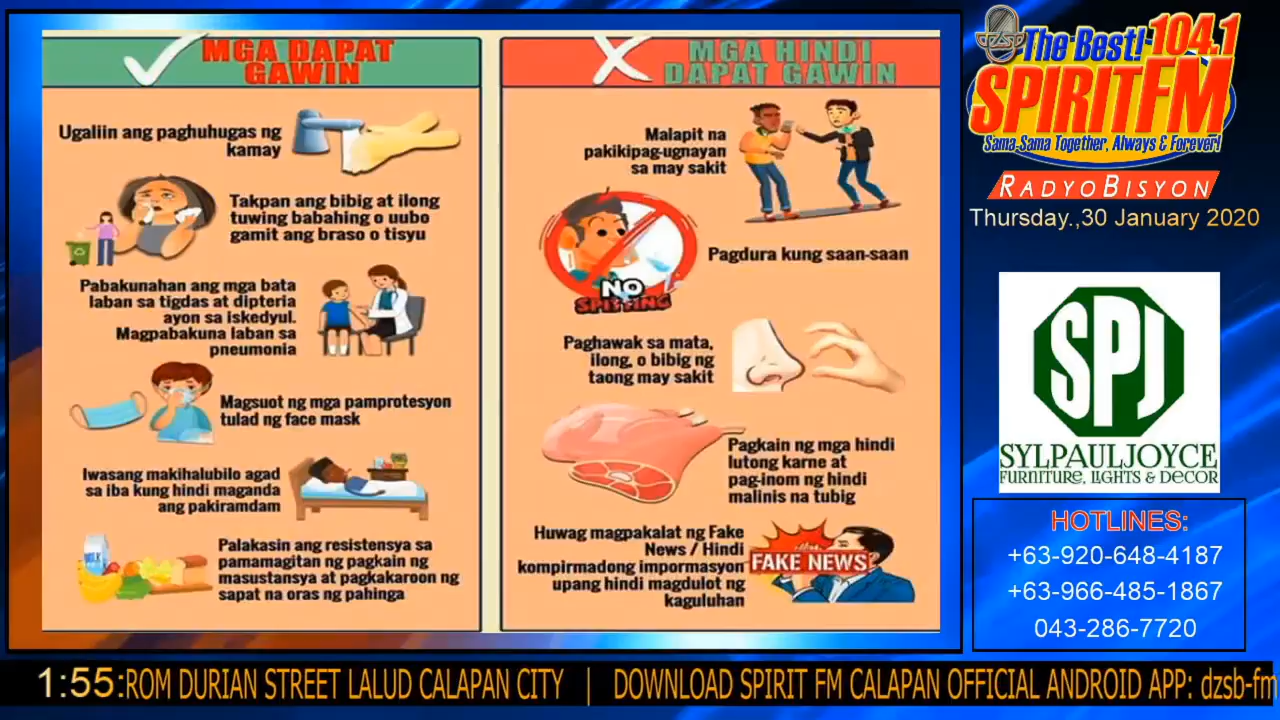 MGA DAPAT
GAWIN
Ugaliin ang paghuhugas ng
kamay
Takpan ang bibig at ilong
tuwing babahing o uubo
gamit ang braso o tisyu
Pabakunahan ang mga bata
laban sa tigdas at dipteria
ayon sa iskedyul.
Magpabakuna laban sa
pneumonia
Magsuot ng mga pamprotesyon
tulad ng face mask
Iwasang makihalubilo agad
sa iba kung hindi maganda
ang pakiramdam
MILK
Palakasin ang resistensya sa
pamamagitan ng pagkain ng
masustansya at pagkakaroon ng
sapat na oras ng pahinga
MGA HINDI
DAPAT GAWIN
Malapit na
pakikipag-ugnayan
sa may sakit
NO
SPITTING
Pagdura kung saan-saan
Paghawak sa mata,
ilong, o bibig ng
taong may sakit
Pagkain ng mga hindi
lutong karne at
pag-inom ng hindi
malinis na tubig
Huwag magpakalat ng Fake
News / Hindi
kompirmadong impormasyon
upang hindi magdulot ng
kaguluhan
FAKE NEWS
The Best! 104.1
SPIRIT FM
Sama-Sama Together, Always & Forever!
RADYOBISYON
Thursday.,30 January 2020
SPJ
SYLPAULJOYCE
FURNITURE, LIGHTS & DECOR
HOTLINES:
+63-920-648-4187
+63-966-485-1867
043-286-7720
1:55:ROM DURIAN STREET LALUD CALAPAN CITY | DOWNLOAD SPIRIT FM CALAPAN OFFICIAL ANDROID APP: dzsb-fm